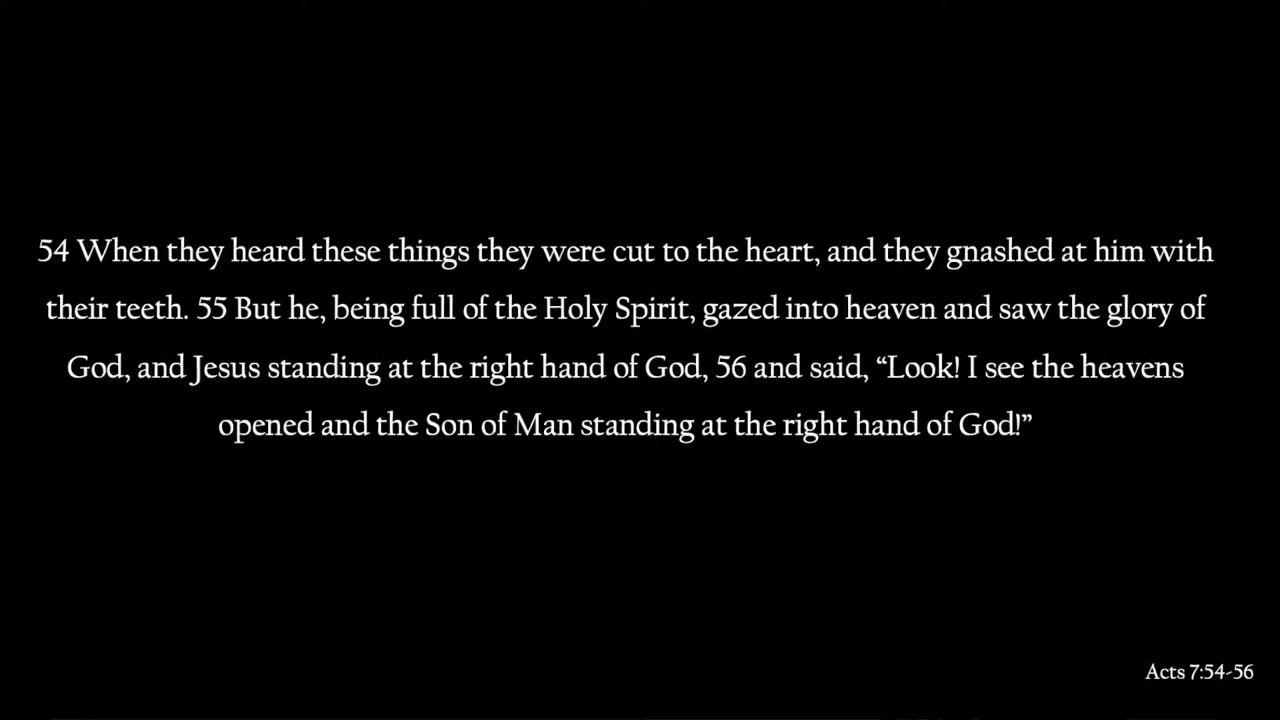 54 When they heard these things they were cut to the heart, and they gnashed at him with
their teeth. 55 But he, being full of the Holy Spirit, gazed into heaven and saw the glory of
God, and Jesus standing at the right hand of God, 56 and said, “Look! I see the heavens
opened and the Son of Man standing at the right hand of God!”
Acts 7:54-56